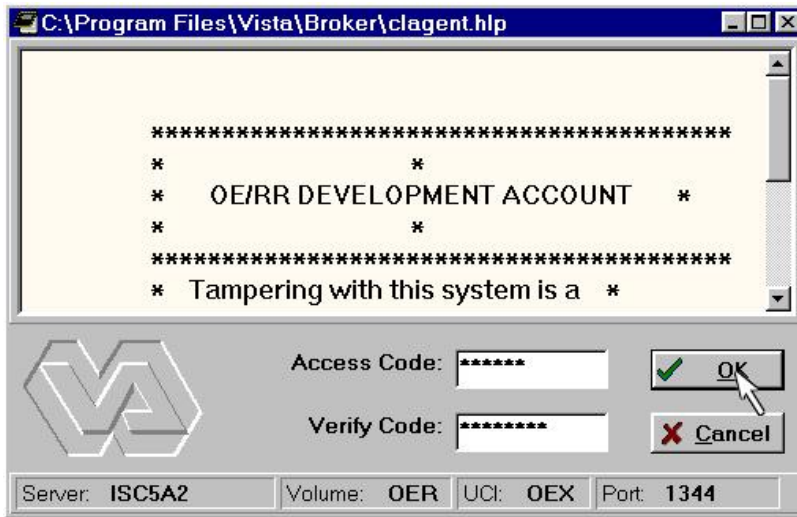 C:\Program Files\Vista\Broker\clagent.hlp
*****************************************
* *
* OE/RR DEVELOPMENT ACCOUNT *
* *
*****************************************
* Tampering with this system is a *
Access Code: ****** OK
Verify Code: ******** Cancel
Server: ISC5A2 Volume: OER UCI: OEX Port: 1344